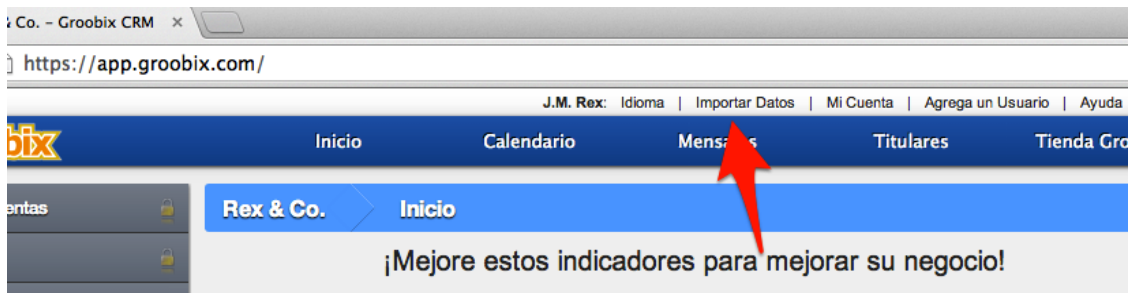 & Co. – Groobix CRM ×
https://app.groobix.com/
J.M. Rex: Idioma | Importar Datos | Mi Cuenta | Agrega un Usuario | Ayuda
bix Inicio Calendario Titulares Tienda Gro
entas
Rex & Co. Inicio
¡Mejore estos indicadores para mejorar su negocio!